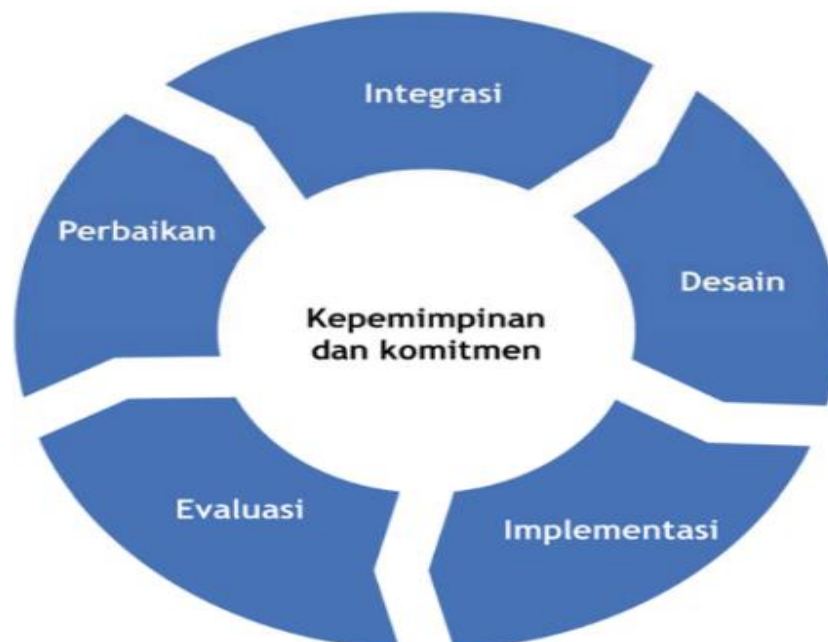 Integrasi
Perbaikan
Desain
Kepemimpinan
dan komitmen
Evaluasi
Implementasi